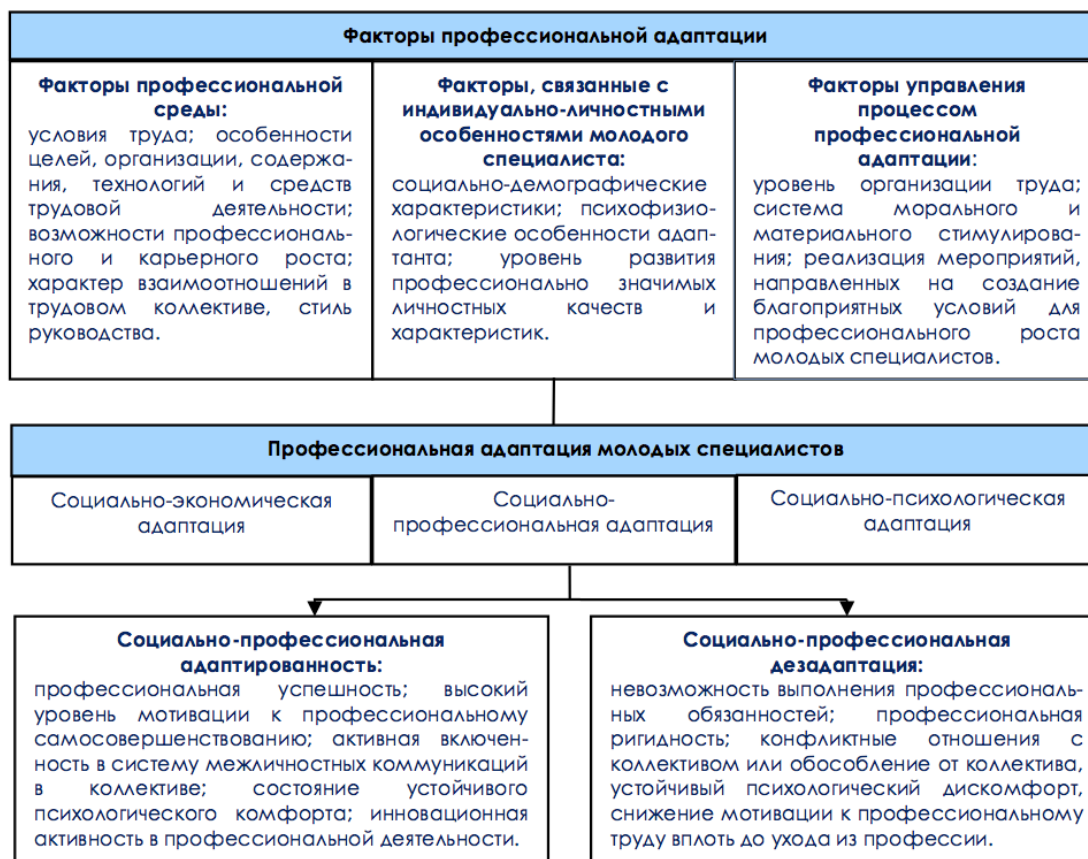 Факторы профессиональной адаптации
Факторы профессиональной
среды:
условия труда; особенности
целей, организации, содержа-
ния, технологий и средств
трудовой деятельности;
возможности профессиональ-
ного и карьерного роста;
характер взаимоотношений в
трудовом коллективе, стиль
руководства.
Факторы, связанные с
индивидуально-личностными
особенностями молодого
специалиста:
социально-демографические
характеристики; психофизио-
логические особенности адап-
танта; уровень развития
профессионально значимых
личностных качеств и
характеристик.
Факторы управления
процессом
профессиональной
адаптации:
уровень организации труда;
система морального и
материального стимулирова-
ния; реализация мероприятий,
направленных на создание
благоприятных условий для
профессионального роста
молодых специалистов.
Профессиональная адаптация молодых специалистов
Социально-экономическая
адаптация
Социально-
профессиональная адаптация
Социально-психологическая
адаптация
Социально-профессиональная
адаптированность:
профессиональная успешность; высокий
уровень мотивации к профессиональному
самосовершенствованию; активная включен-
ность в систему межличностных коммуникаций
в коллективе; состояние устойчивого
психологического комфорта; инновационная
активность в профессиональной деятельности.
Социально-профессиональная
дезадаптация:
невозможность выполнения профессиональ-
ных обязанностей; профессиональная
ригидность; конфликтные отношения с
коллективом или обособление от коллектива,
устойчивый психологический дискомфорт,
снижение мотивации к профессиональному
труду вплоть до ухода из профессии.